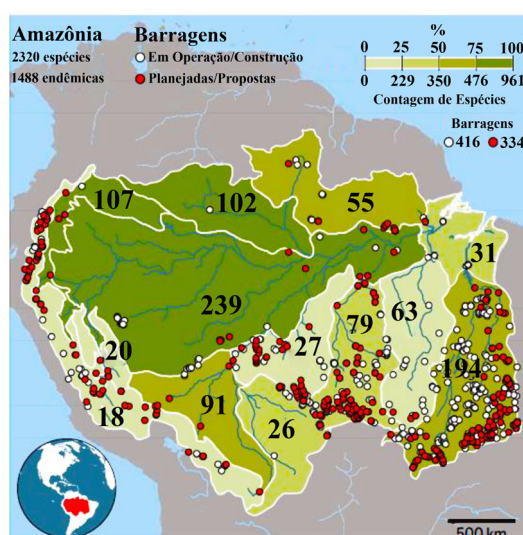 Amazônia
2320 espécies
1488 endêmicas
Barragens
Em Operação/Construção
Planejadas/Propostas
%
0 25 50 75 100
0 229 350 476 961
Contagem de Espécies
Barragens
416 334
107
102
55
31
239
63
79
20
27
194
18
91
26
500 km